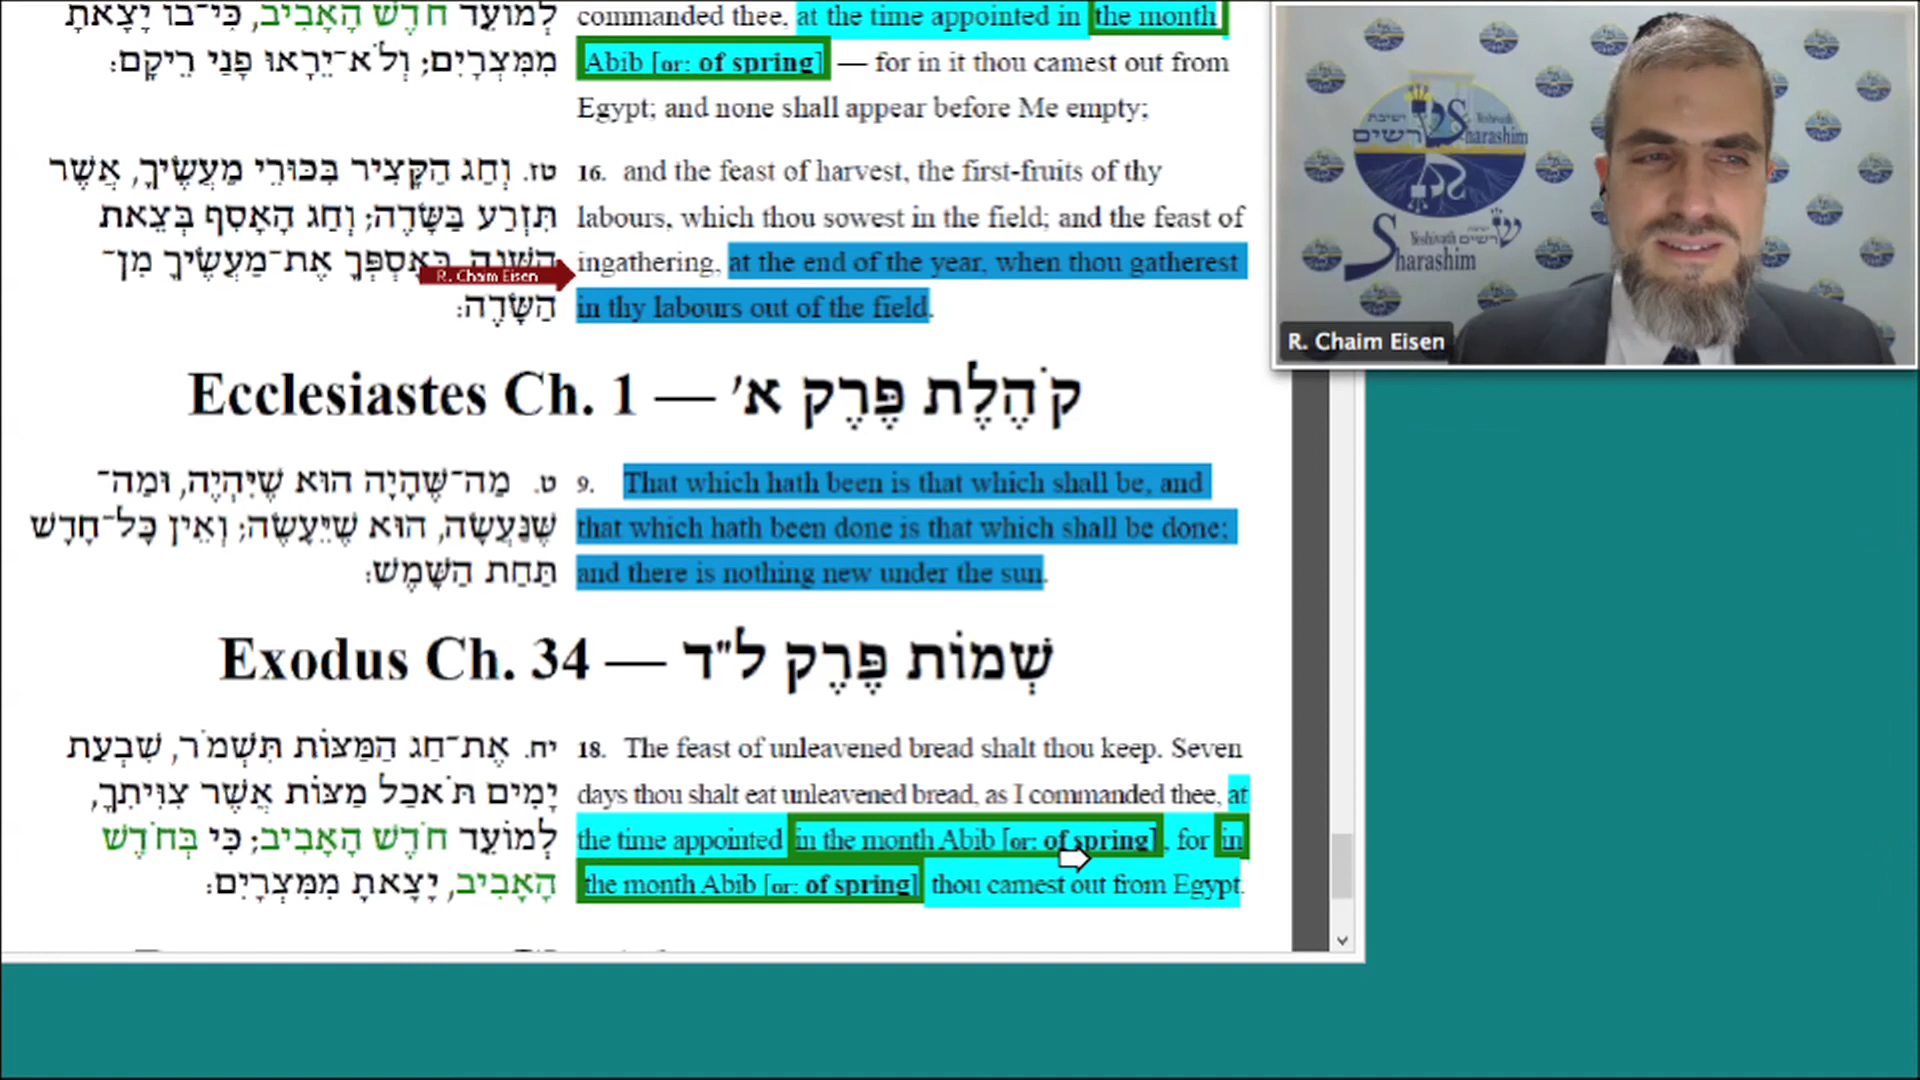 לְמוֹעֵד חֹדֶשׁ הָאָבִיב, כִּי־בוֹ יָצָאתָ
מִמִּצְרָיִם; וְלֹא־יֵרָאוּ פָנַי רֵיקָם:
commanded thee, at the time appointed in the month
Abib [or: of spring] — for in it thou camest out from
Egypt; and none shall appear before Me empty;
טז. וְחַג הַקָּצִיר בִּכּוּרֵי מַעֲשֶׂיךָ, אֲשֶׁר
תִּזְרַע בַּשָּׂדֶה; וְחַג הָאָסִף בְּצֵאת
הַשָּׁנָה בְּאָסְפְּךָ אֶת־מַעֲשֶׂיךָ מִן־
הַשָּׂדֶה:
16. and the feast of harvest, the first-fruits of thy
labours, which thou sowest in the field; and the feast of
ingathering, at the end of the year, when thou gatherest
in thy labours out of the field.
R. Chaim Eisen
Ecclesiastes Ch. 1 — קֹהֶלֶת פֶּרֶק א׳
ט. מַה־שֶּׁהָיָה הוּא שֶׁיִּהְיֶה, וּמַה־
שֶּׁנַּעֲשָׂה, הוּא שֶׁיֵּעָשֶׂה; וְאֵין כָּל־חָדָשׁ
תַּחַת הַשָּׁמֶשׁ:
9. That which hath been is that which shall be, and
that which hath been done is that which shall be done;
and there is nothing new under the sun.
Exodus Ch. 34 — שְׁמוֹת פֶּרֶק ל״ד
יח. אֶת־חַג הַמַּצּוֹת תִּשְׁמֹר, שִׁבְעַת
יָמִים תֹּאכַל מַצּוֹת אֲשֶׁר צִוִּיתִךָ,
לְמוֹעֵד חֹדֶשׁ הָאָבִיב; כִּי בְּחֹדֶשׁ
הָאָבִיב, יָצָאתָ מִמִּצְרָיִם:
18. The feast of unleavened bread shalt thou keep. Seven
days thou shalt eat unleavened bread, as I commanded thee, at
the time appointed in the month Abib [or: of spring], for in
the month Abib [or: of spring] thou camest out from Egypt.
ישיבת
שרשים Sharashim
Yeshivath שרשים
Sharashim
R. Chaim Eisen